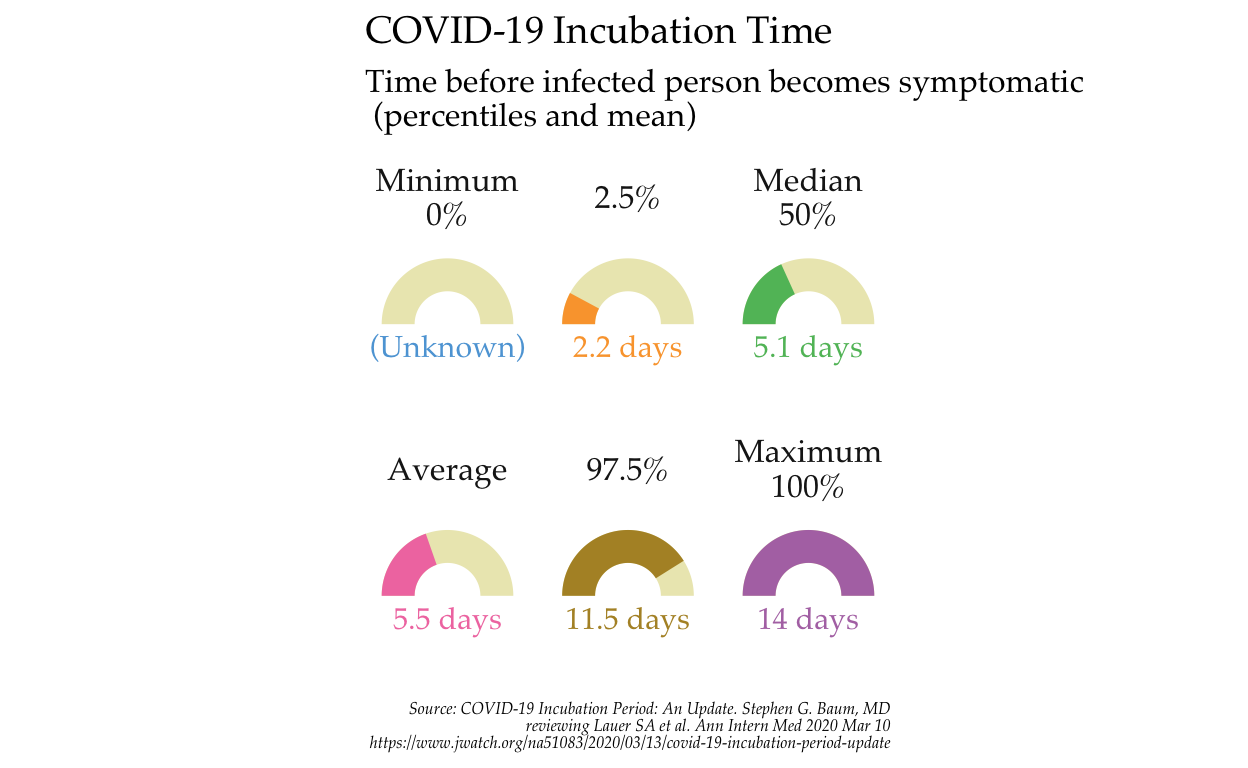 COVID-19 Incubation Time
Time before infected person becomes symptomatic
(percentiles and mean)
Minimum
0%
2.5%
Median
50%
(Unknown)
2.2 days
5.1 days
Average
97.5%
Maximum
100%
5.5 days
11.5 days
14 days
Source: COVID-19 Incubation Period: An Update. Stephen G. Baum, MD
reviewing Lauer SA et al. Ann Intern Med 2020 Mar 10
https://www.jwatch.org/na51083/2020/03/13/covid-19-incubation-period-update